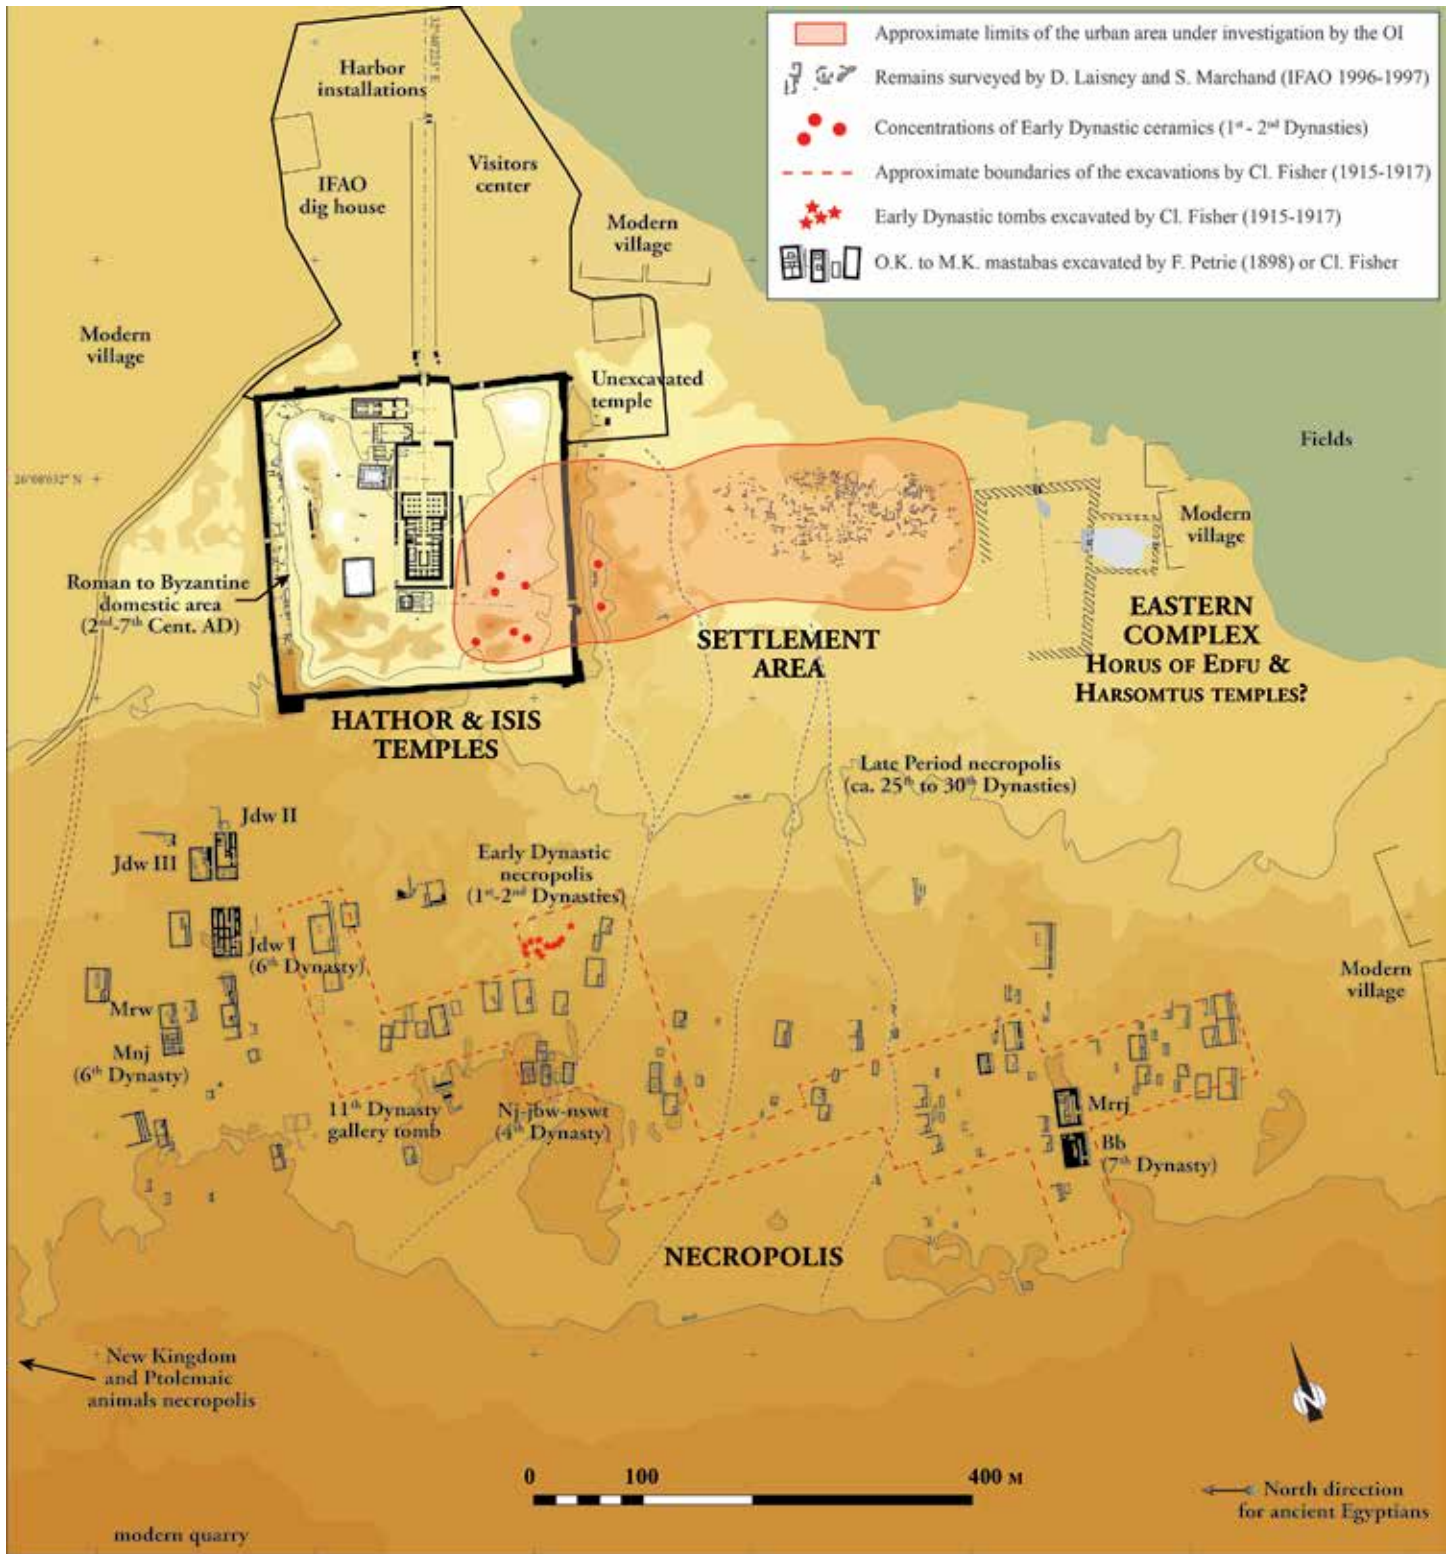 Approximate limits of the urban area under investigation by the OI
Remains surveyed by D. Laisney and S. Marchand (IFAO 1996-1997)
Concentrations of Early Dynastic ceramics (1st - 2nd Dynasties)
Approximate boundaries of the excavations by Cl. Fisher (1915-1917)
Early Dynastic tombs excavated by Cl. Fisher (1915-1917)
O.K. to M.K. mastabas excavated by F. Petrie (1898) or Cl. Fisher
Harbor
installations
IFAO
dig house
Visitors
center
Modern
village
Modern
village
Unexcavated
temple
Fields
26°08'032" N
Modern
village
Roman to Byzantine
domestic area
(2nd-7th Cent. AD)
SETTLEMENT
AREA
EASTERN
COMPLEX
HORUS OF EDFU &
HARSOMTUS TEMPLES?
HATHOR & ISIS
TEMPLES
Late Period necropolis
(ca. 25th to 30th Dynasties)
Jdw II
Jdw III
Early Dynastic
necropolis
(1st-2nd Dynasties)
Jdw I
(6th Dynasty)
Modern
village
Mrw
Mnj
(6th Dynasty)
11th Dynasty
gallery tomb
Nj-jbw-nswt
(4th Dynasty)
Mrrj
Bb
(7th Dynasty)
NECROPOLIS
New Kingdom
and Ptolemaic
animals necropolis
N
0 100 400 M
North direction
for ancient Egyptians
modern quarry